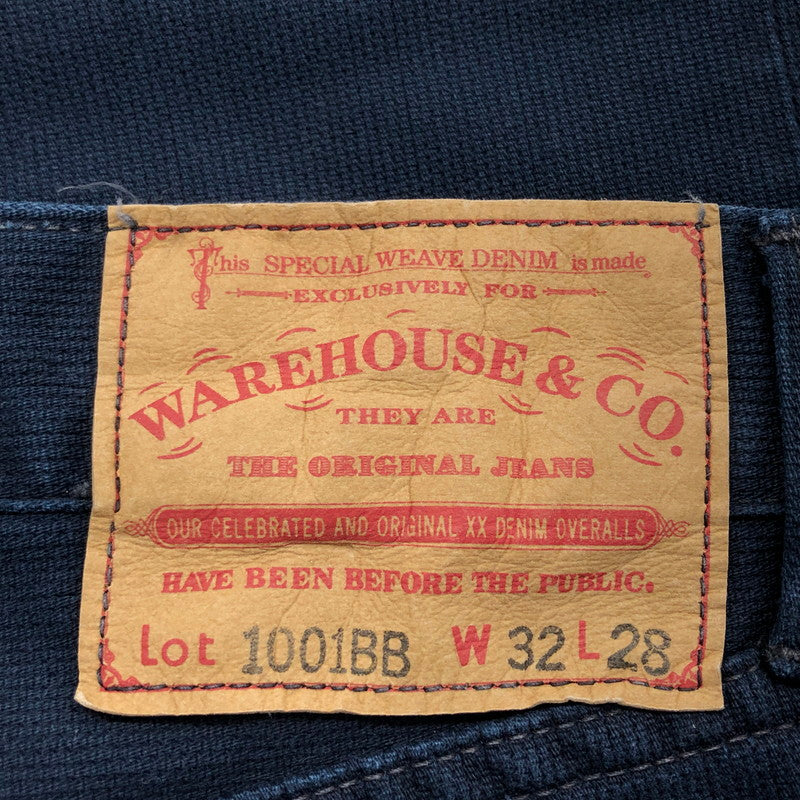 This SPECIAL WEAVE DENIM is made
EXCLUSIVELY FOR
WAREHOUSE & CO.
THEY ARE
THE ORIGINAL JEANS
OUR CELEBRATED AND ORIGINAL XX DENIM OVERALLS
HAVE BEEN BEFORE THE PUBLIC.
Lot 1001BB W 32 L 28